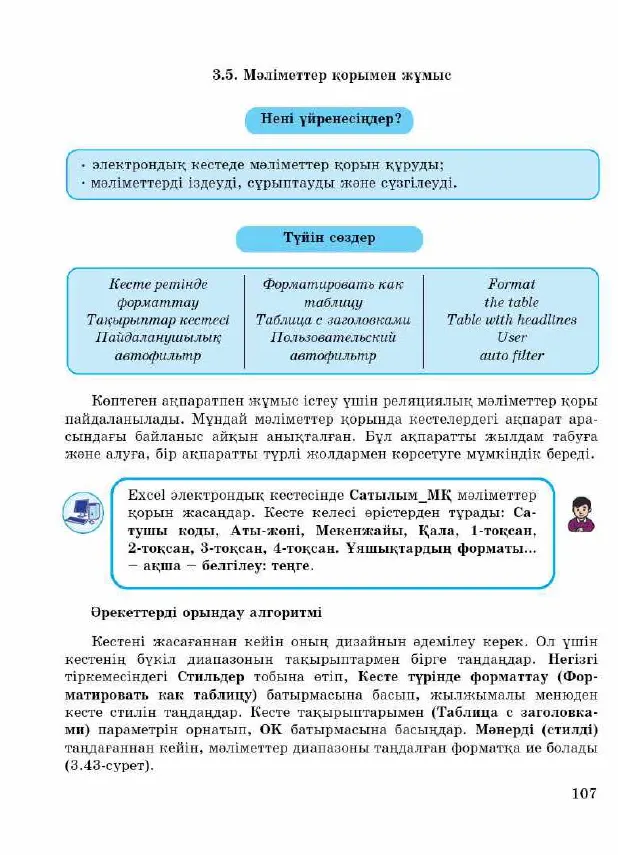 3.5. Мәліметтер қорымен жұмыс
Нені үйренесіңдер?
· электрондық кестеде мәліметтер қорын құруды;
· мәліметтерді іздеуді, сұрыптауды және сүзгілеуді.
Түйін сөздер
Кесте ретінде
форматтау
Тақырыптар кестесі
Пайдаланушылық
автофильтр
Форматировать как
таблицу
Таблица с заголовками
Пользовательский
автофильтр
Format
the table
Table with headlines
User
auto filter
Көптеген ақпаратпен жұмыс істеу үшін реляциялық мәліметтер қоры
пайдаланылады. Мұндай мәліметтер қорында кестелердегі ақпарат ара-
сындағы байланыс айқын анықталған. Бұл ақпаратты жылдам табуға
және алуға, бір ақпаратты түрлі жолдармен көрсетуге мүмкіндік береді.
Excel электрондық кестесінде Сатылым_МҚ мәліметтер
қорын жасаңдар. Кесте келесі өрістерден тұрады: Са-
тушы коды, Аты-жөні, Мекенжайы, Қала, 1-тоқсан,
2-тоқсан, 3-тоқсан, 4-тоқсан. Ұяшықтардың форматы...
– ақша – белгілеу: теңге.
Әрекеттерді орындау алгоритмі
Кестені жасағаннан кейін оның дизайнын әдемілеу керек. Ол үшін
кестенің бүкіл диапазонын тақырыптармен бірге таңдаңдар. Негізгі
тіркемесіндегі Стильдер тобына өтіп, Кесте түрінде форматтау (Фор-
матировать как таблицу) батырмасына басып, жылжымалы менюден
кесте стилін таңдаңдар. Кесте тақырыптарымен (Таблица с заголовка-
ми) параметрін орнатып, ОК батырмасына басыңдар. Мәнерді (стилді)
таңдағаннан кейін, мәліметтер диапазоны таңдалған форматқа ие болады
(3.43-сурет).
107